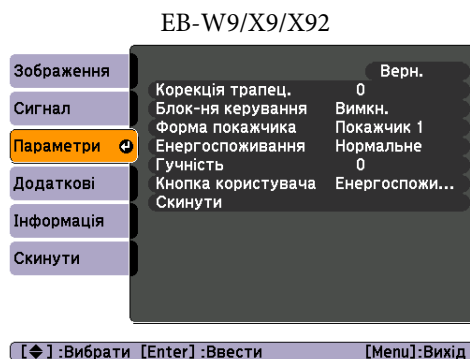 EB-W9/X9/X92
Зображення
Сигнал
Параметри
Додаткові
Інформація
Скинути
Верн.
Корекція трапец. 0
Блок-ня керування Вимкн.
Форма покажчика Покажчик 1
Енергоспоживання Нормальне
Гучність 0
Кнопка користувача Енергоспожи...
Скинути
[◆] :Вибрати [Enter] :Ввести [Menu]:Вихід